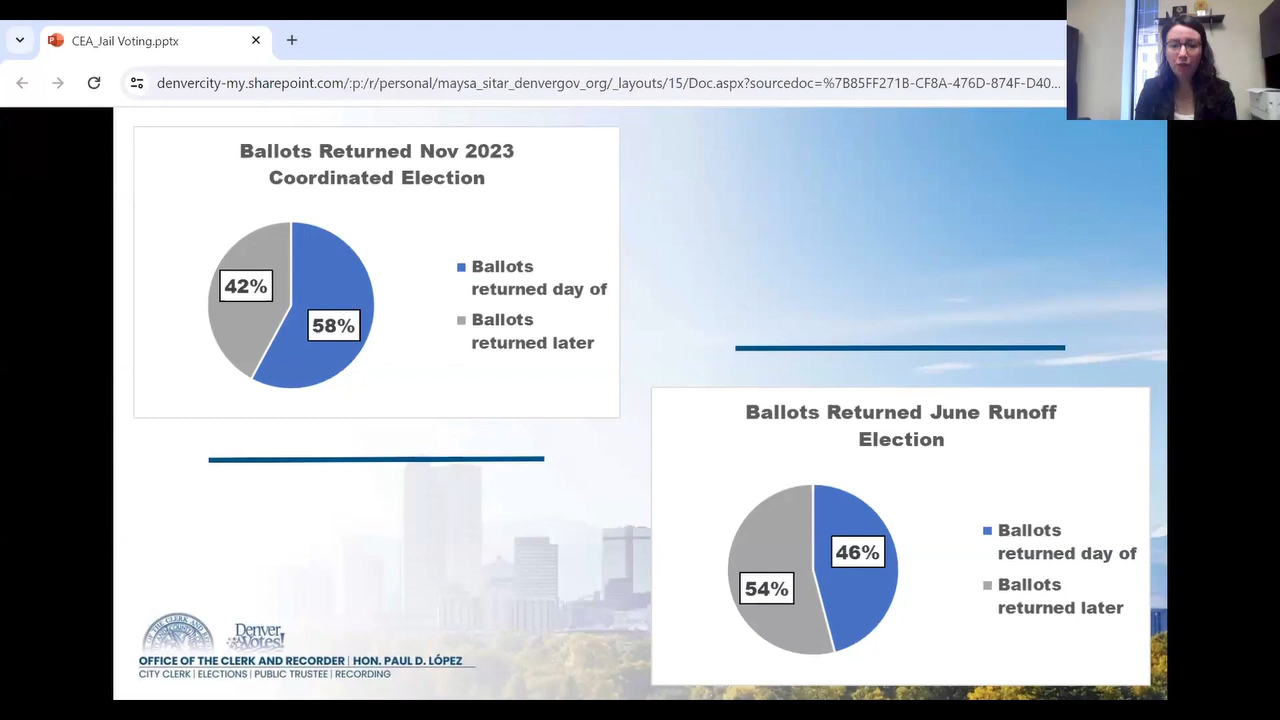 CEA_Jail Voting.pptx
denvercity-my.sharepoint.com/:p:/r/personal/maysa_sitar_denvergov_org/_layouts/15/Doc.aspx?sourcedoc=%7B85FF271B-CF8A-476D-874F-D40...
Ballots Returned Nov 2023
Coordinated Election
42%
58%
Ballots
returned day of
Ballots
returned later
Ballots Returned June Runoff
Election
46%
54%
Ballots
returned day of
Ballots
returned later
Denver
Votes!
OFFICE OF THE CLERK AND RECORDER | HON. PAUL D. LÓPEZ
CITY CLERK | ELECTIONS | PUBLIC TRUSTEE | RECORDING